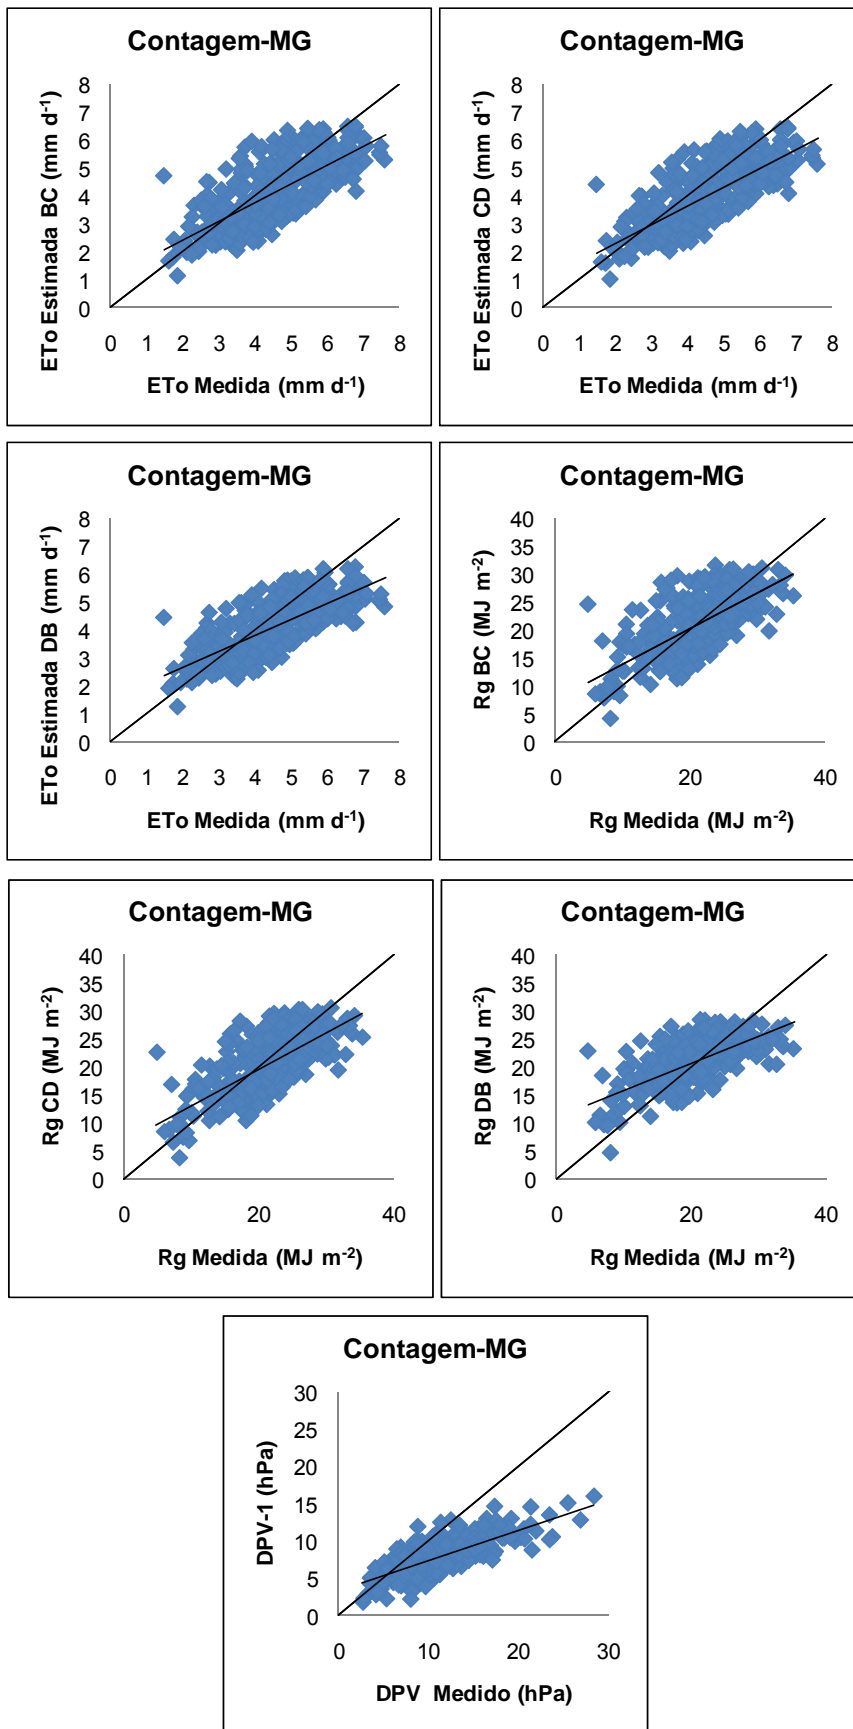 Contagem-MG
ETo Estimada BC (mm d⁻¹)
8
7
6
5
4
3
2
1
0
0 1 2 3 4 5 6 7 8
ETo Medida (mm d⁻¹)
Contagem-MG
ETo Estimada CD (mm d⁻¹)
8
7
6
5
4
3
2
1
0
0 1 2 3 4 5 6 7 8
ETo Medida (mm d⁻¹)
Contagem-MG
ETo Estimada DB (mm d⁻¹)
8
7
6
5
4
3
2
1
0
0 1 2 3 4 5 6 7 8
ETo Medida (mm d⁻¹)
Contagem-MG
Rg BC (MJ m⁻²)
40
35
30
25
20
15
10
5
0
0 20 40
Rg Medida (MJ m⁻²)
Contagem-MG
Rg CD (MJ m⁻²)
40
35
30
25
20
15
10
5
0
0 20 40
Rg Medida (MJ m⁻²)
Contagem-MG
Rg DB (MJ m⁻²)
40
35
30
25
20
15
10
5
0
0 20 40
Rg Medida (MJ m⁻²)
Contagem-MG
DPV-1 (hPa)
30
25
20
15
10
5
0
0 10 20 30
DPV Medido (hPa)